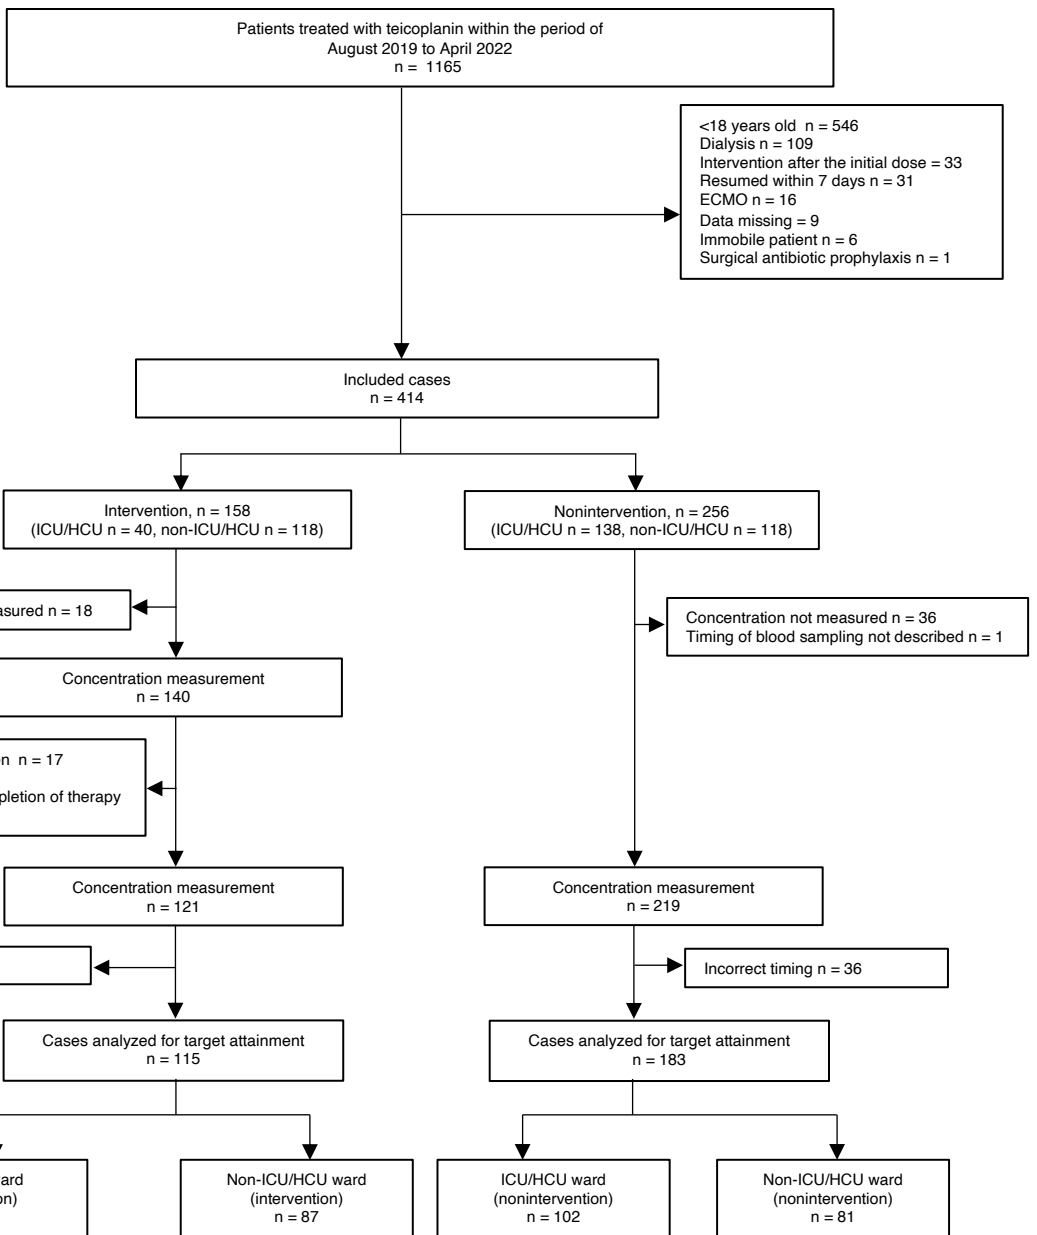 Patients treated with teicoplanin within the period of
August 2019 to April 2022
n = 1165
<18 years old n = 546
Dialysis n = 109
Intervention after the initial dose = 33
Resumed within 7 days n = 31
ECMO n = 16
Data missing = 9
Immobile patient n = 6
Surgical antibiotic prophylaxis n = 1
Included cases
n = 414
Intervention, n = 158
(ICU/HCU n = 40, non-ICU/HCU n = 118)
Nonintervention, n = 256
(ICU/HCU n = 138, non-ICU/HCU n = 118)
n = 18
Concentration not measured n = 36
Timing of blood sampling not described n = 1
Concentration measurement
n = 140
n = 17
of therapy
Concentration measurement
n = 121
Concentration measurement
n = 219
Incorrect timing n = 36
Cases analyzed for target attainment
n = 115
Cases analyzed for target attainment
n = 183
Non-ICU/HCU ward
(intervention)
n = 87
ICU/HCU ward
(nonintervention)
n = 102
Non-ICU/HCU ward
(nonintervention)
n = 81